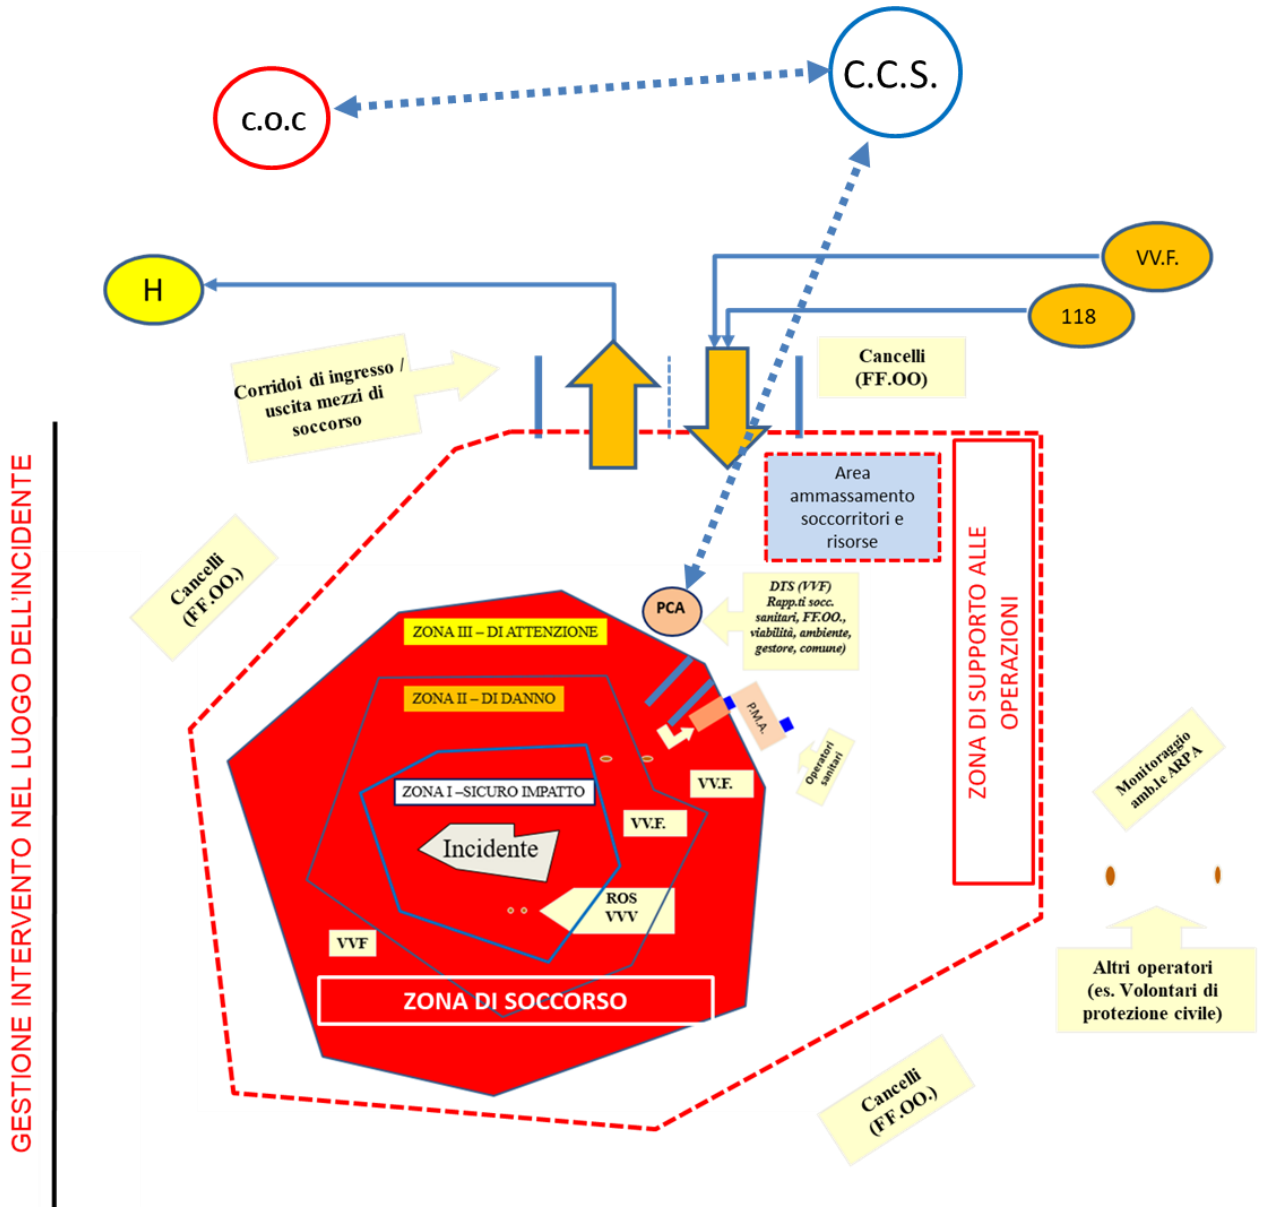 C.C.S.
c.o.c
VV.F.
H
118
Cancelli
(FF.OO)
Corridoi di ingresso /
uscita mezzi di
soccorso
GESTIONE INTERVENTO NEL LUOGO DELL'INCIDENTE
Area
ammassamento
soccorritori e
risorse
ZONA DI SUPPORTO ALLE
OPERAZIONI
Cancelli
(FF.OO.)
PCA
DTS (VVF)
Rapp.ti socc.
sanitari, FF.OO.,
viabilità, ambiente,
gestore, comune)
ZONA III – DI ATTENZIONE
ZONA II – DI DANNO
P.M.A.
Operatori
sanitari
Monitoraggio
amb.le ARPA
VV.F.
ZONA I –SICURO IMPATTO
VV.F.
Incidente
ROS
VVV
VVF
Altri operatori
(es. Volontari di
protezione civile)
ZONA DI SOCCORSO
Cancelli
(FF.OO.)